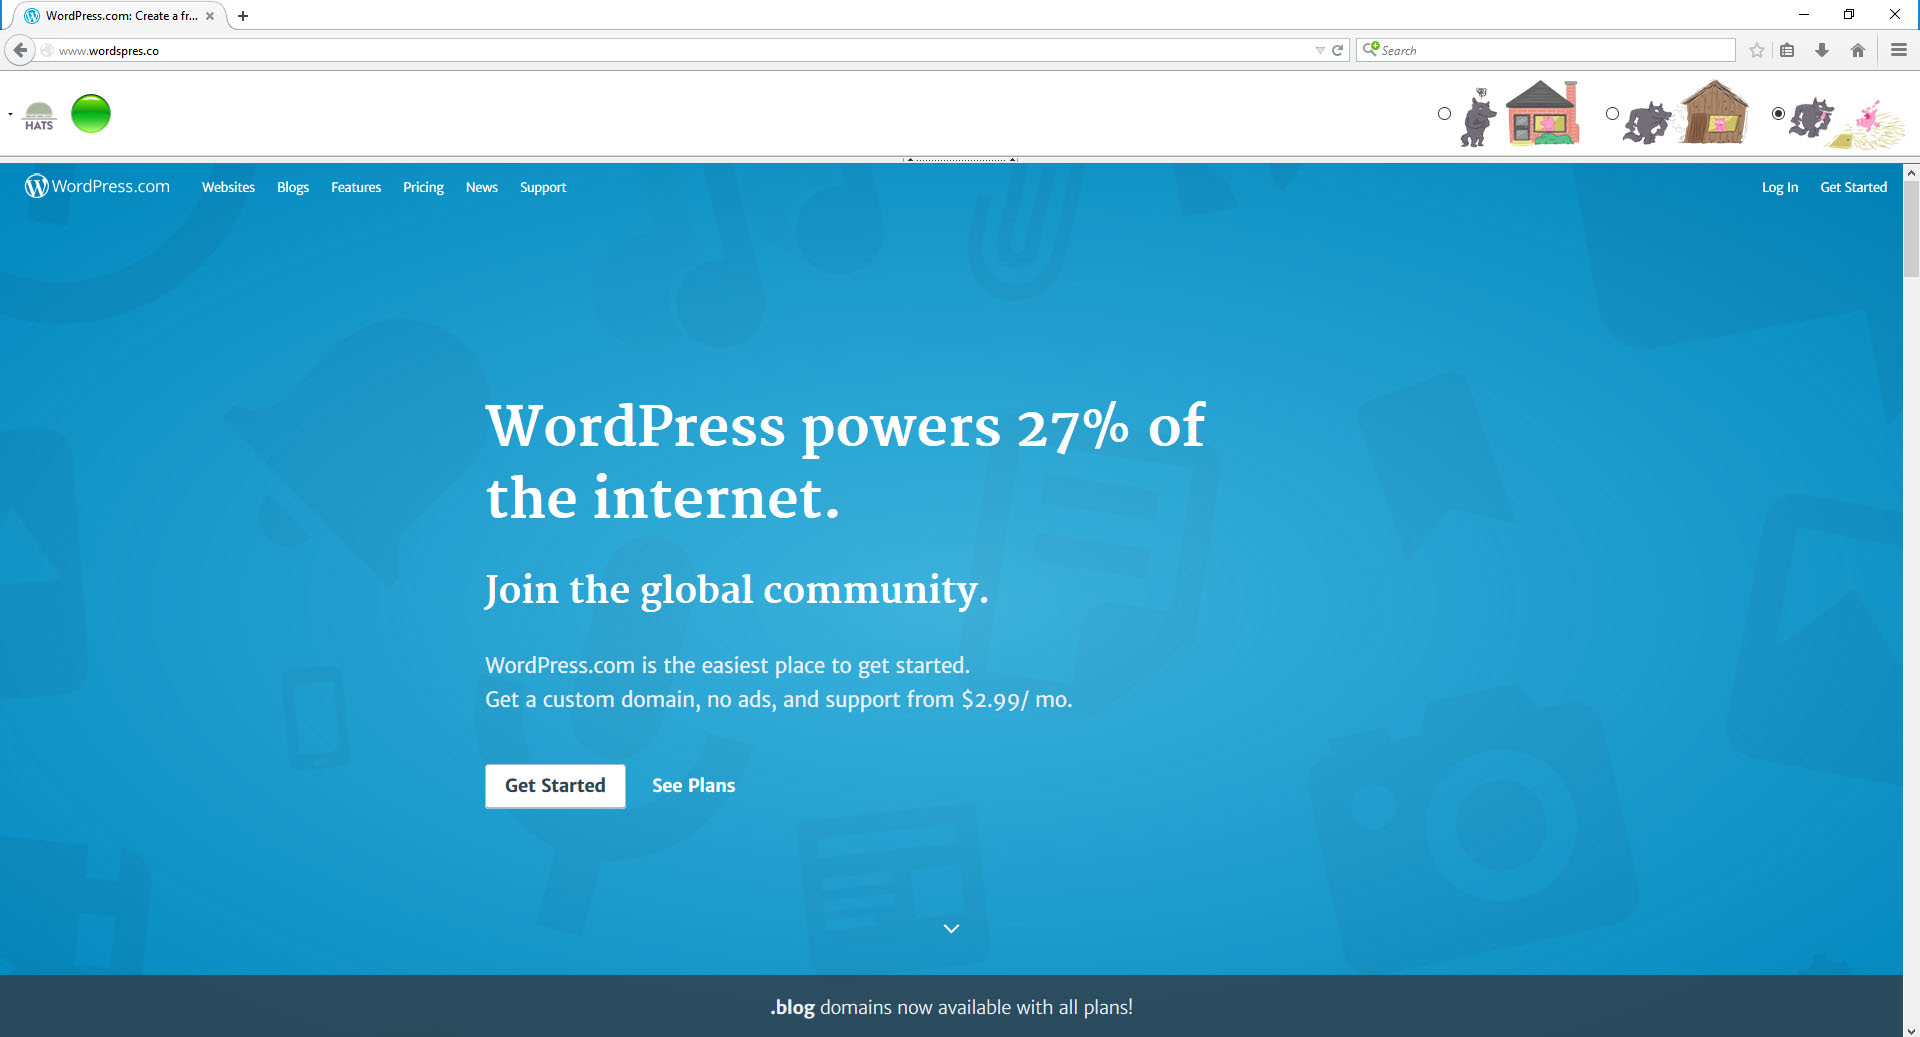 WordPress.com: Create a fr...
www.wordspres.co
Search
HATS
WordPress.com Websites Blogs Features Pricing News Support Log In Get Started
WordPress powers 27% of
the internet.
Join the global community.
WordPress.com is the easiest place to get started.
Get a custom domain, no ads, and support from $2.99/ mo.
Get Started See Plans
.blog domains now available with all plans!